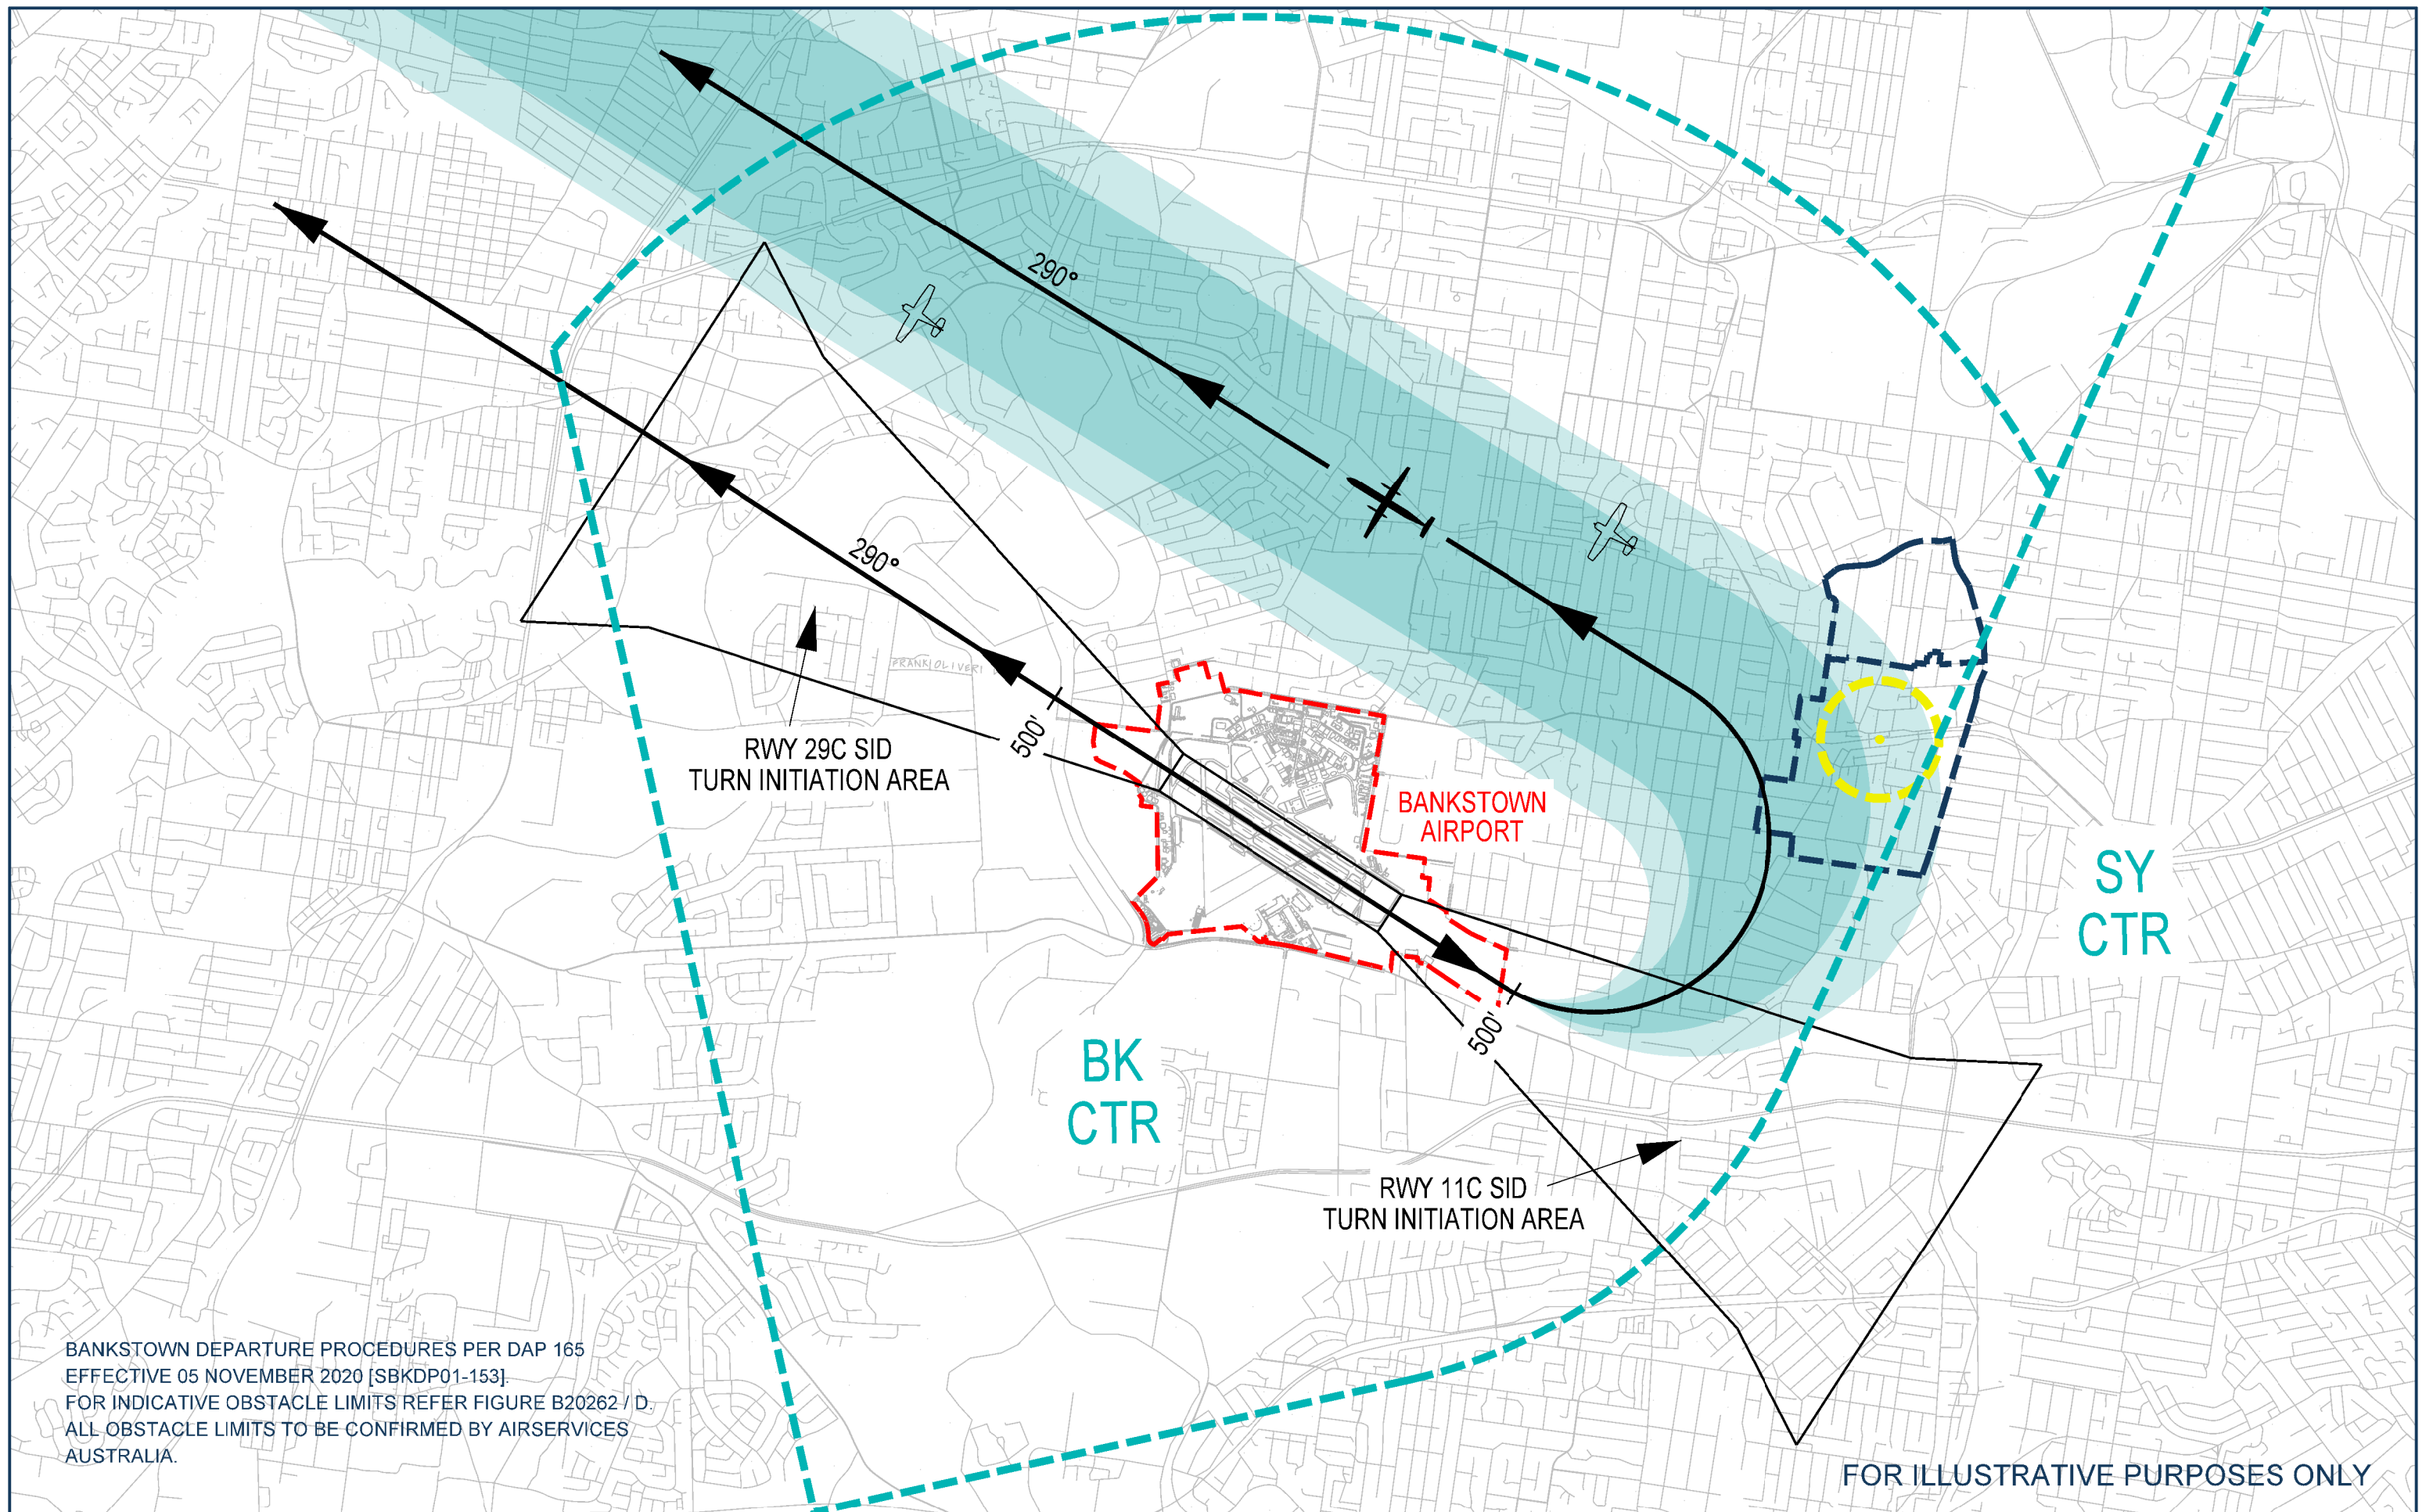 290°
290°
FRANK OLIVERI
RWY 29C SID
TURN INITIATION AREA
500'
BANKSTOWN
AIRPORT
SY
CTR
500'
BK
CTR
RWY 11C SID
TURN INITIATION AREA
BANKSTOWN DEPARTURE PROCEDURES PER DAP 165
EFFECTIVE 05 NOVEMBER 2020 [SBKDP01-153].
FOR INDICATIVE OBSTACLE LIMITS REFER FIGURE B20262 / D.
ALL OBSTACLE LIMITS TO BE CONFIRMED BY AIRSERVICES
AUSTRALIA.
FOR ILLUSTRATIVE PURPOSES ONLY